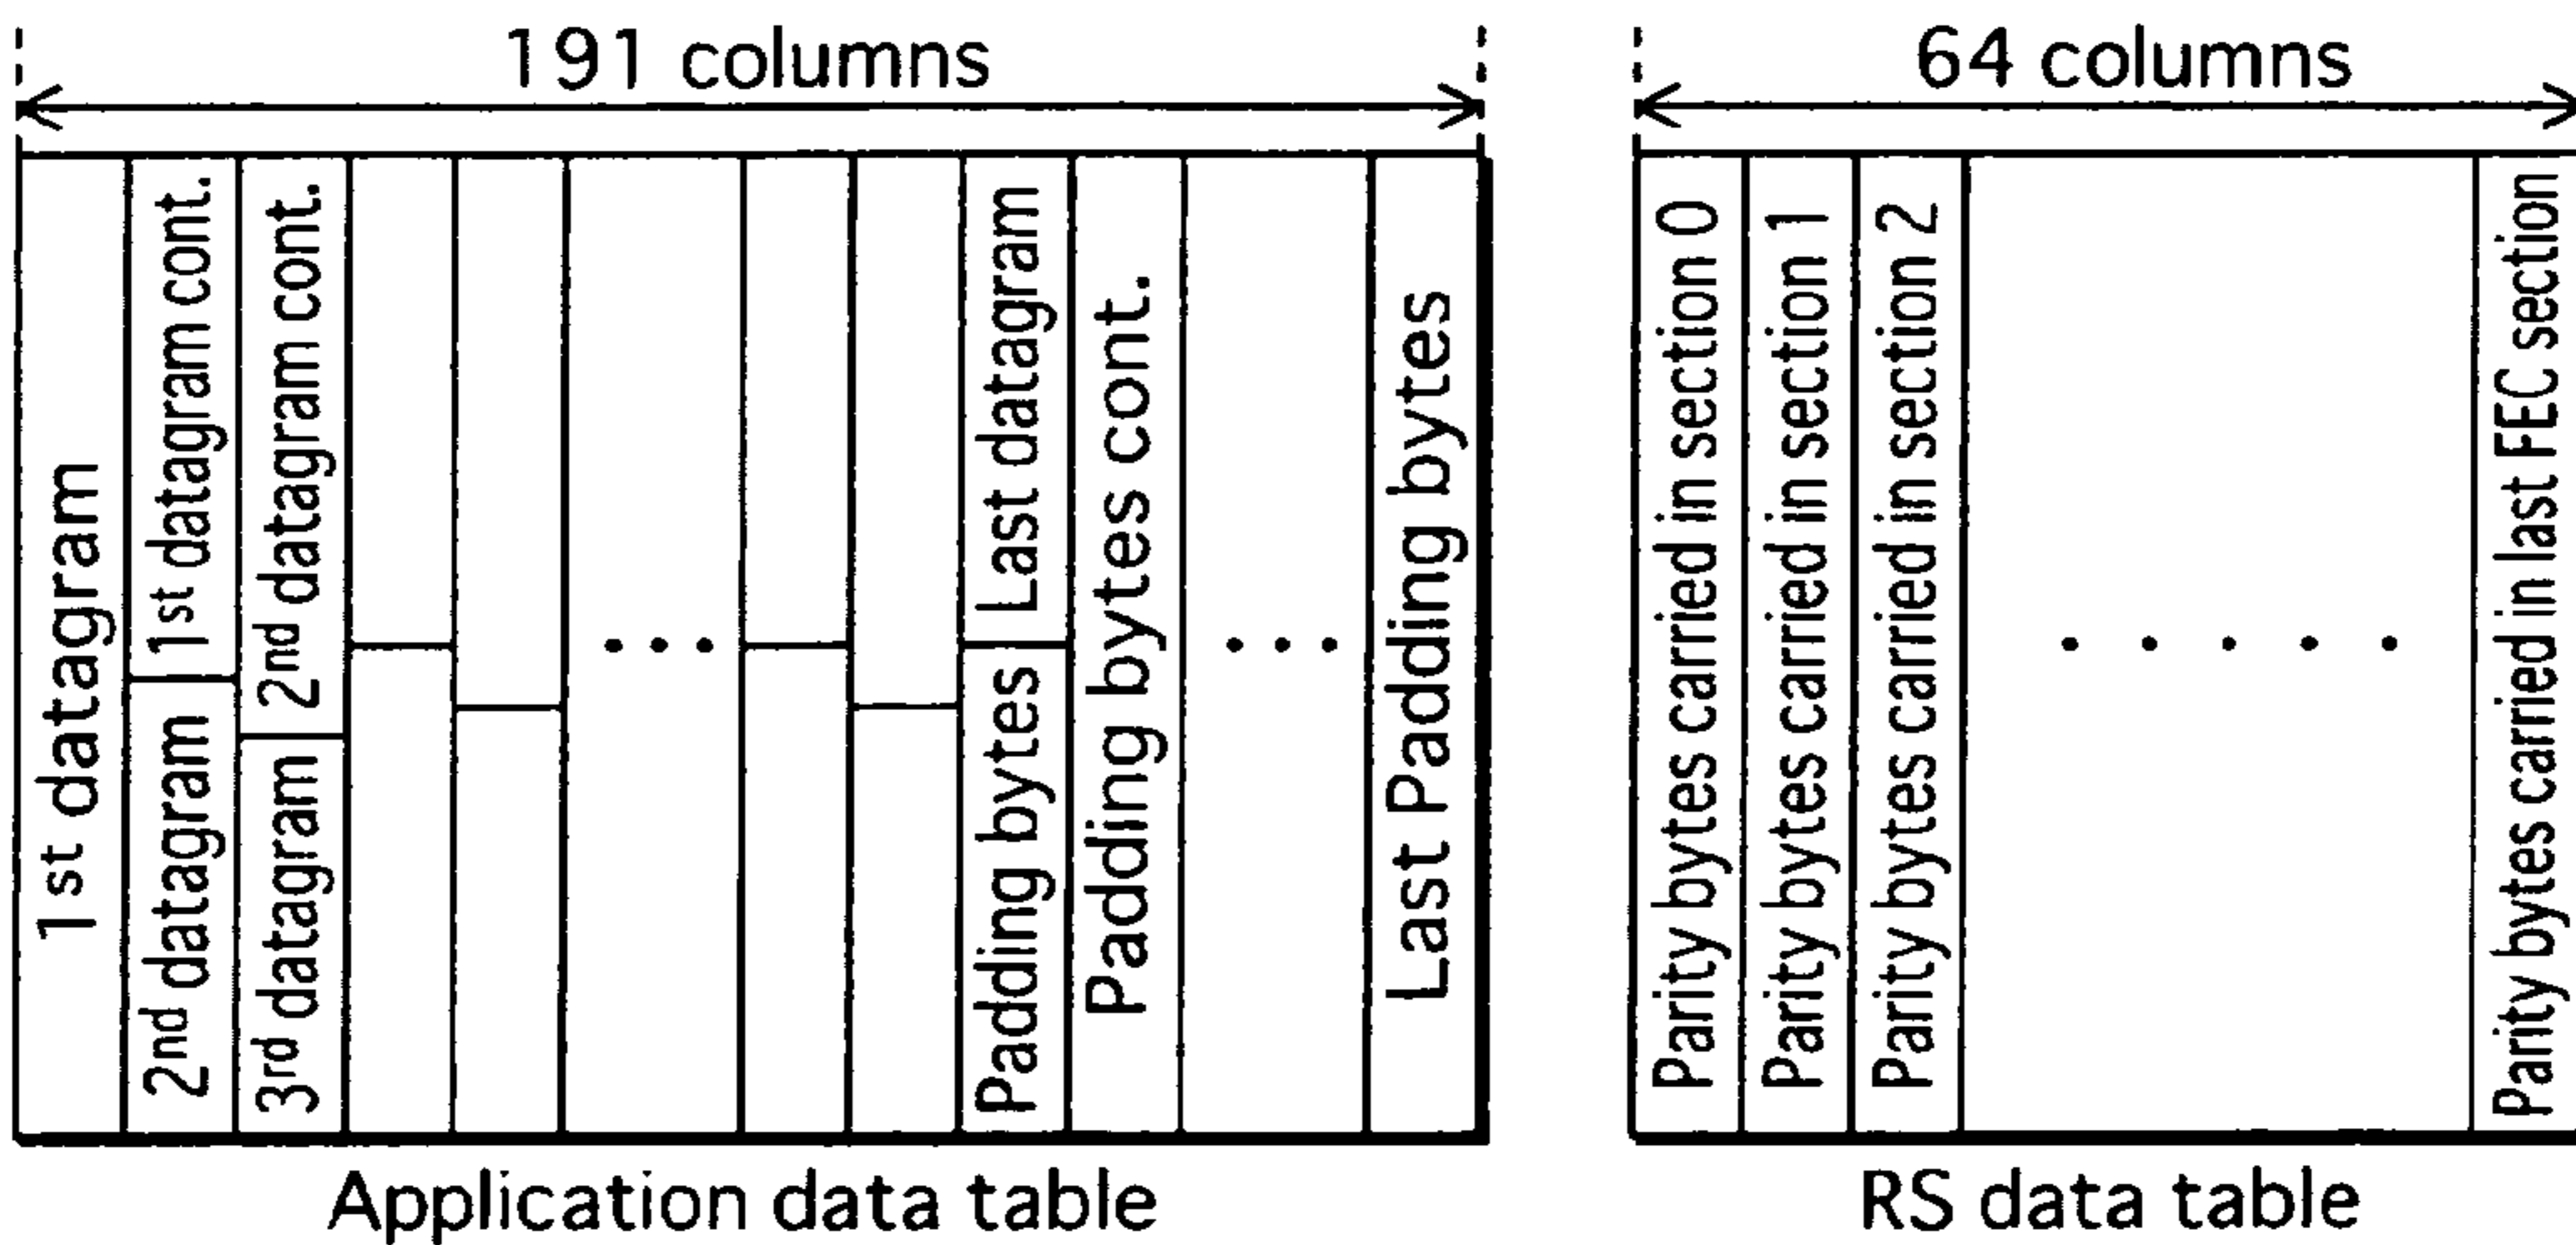 191 columns
64 columns
1st datagram
1st datagram cont.
2nd datagram
2nd datagram cont.
3rd datagram
. . .
Last datagram
Padding bytes
Padding bytes cont.
. . .
Last Padding bytes
Parity bytes carried in section 0
Parity bytes carried in section 1
Parity bytes carried in section 2
. . . . .
Parity bytes carried in last FEC section
Application data table
RS data table